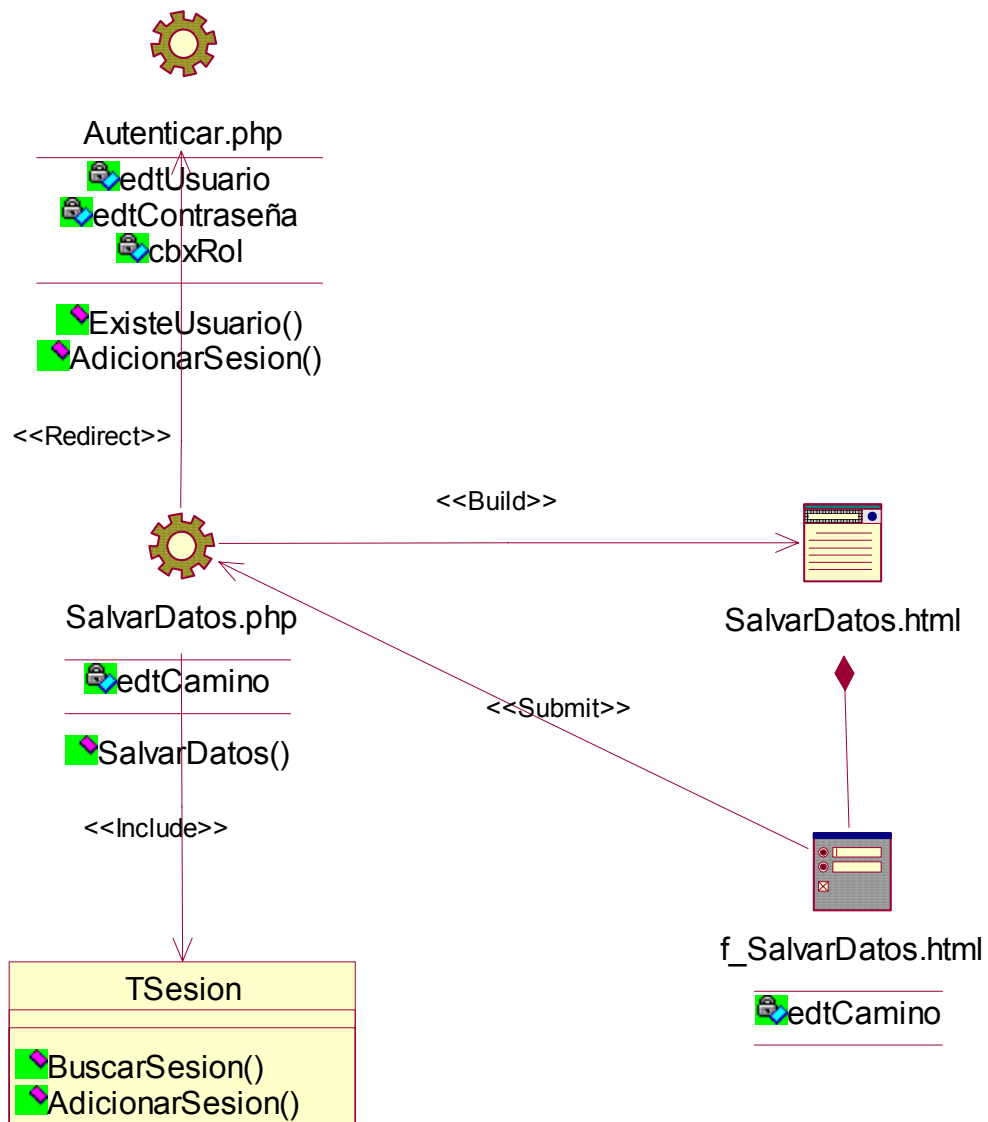 Autenticar.php
edtUsuario
edtContraseña
cbxRol
ExisteUsuario()
AdicionarSesion()
<<Redirect>>
<<Build>>
SalvarDatos.php
SalvarDatos.html
edtCamino
<<Submit>>
SalvarDatos()
<<Include>>
f_SalvarDatos.html
TSesion
edtCamino
BuscarSesion()
AdicionarSesion()